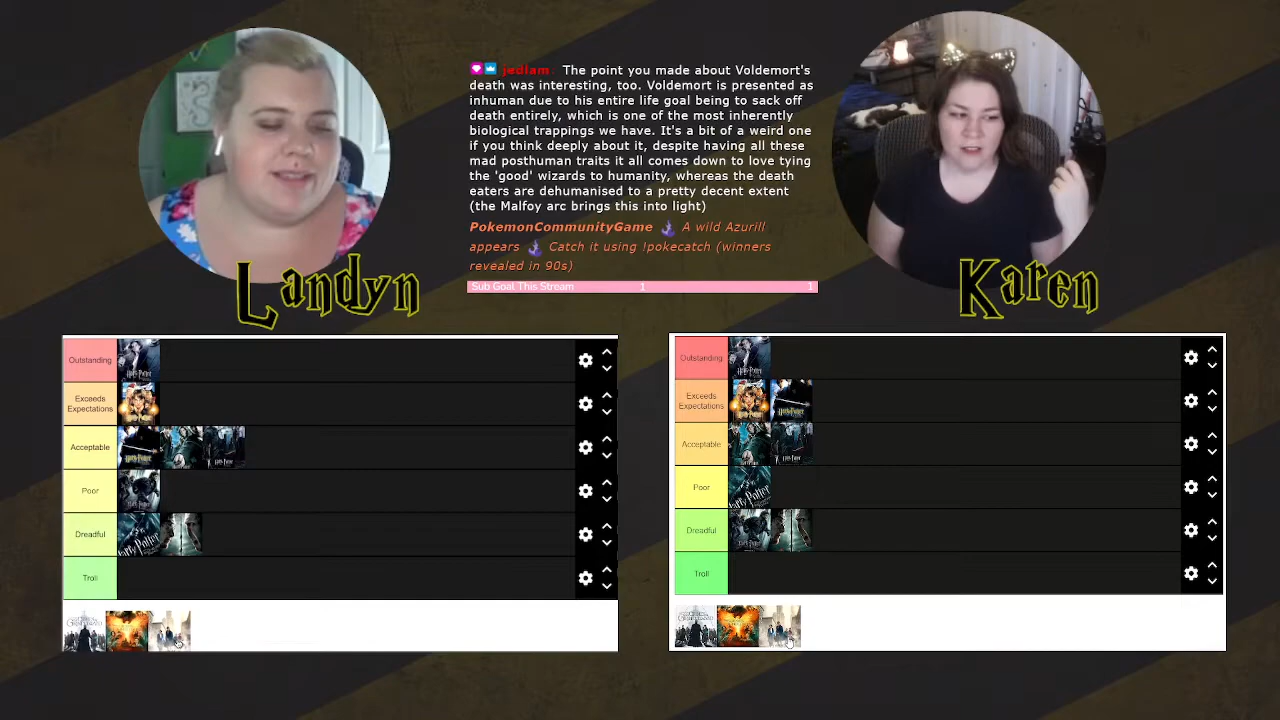 jedlam: The point you made about Voldemort's
death was interesting, too. Voldemort is presented as
inhuman due to his entire life goal being to sack off
death entirely, which is one of the most inherently
biological trappings we have. It's a bit of a weird one
if you think deeply about it, despite having all these
mad posthuman traits it all comes down to love tying
the 'good' wizards to humanity, whereas the death
eaters are dehumanised to a pretty decent extent
(the Malfoy arc brings this into light)
PokemonCommunityGame A wild Azurill
appears Catch it using !pokecatch (winners
revealed in 90s)
Sub Goal This Stream 1 1
Landyn
Karen
Outstanding
Exceeds
Expectations
Acceptable
Poor
Dreadful
Troll
Outstanding
Exceeds
Expectations
Acceptable
Poor
Harry Potter
Dreadful
Troll